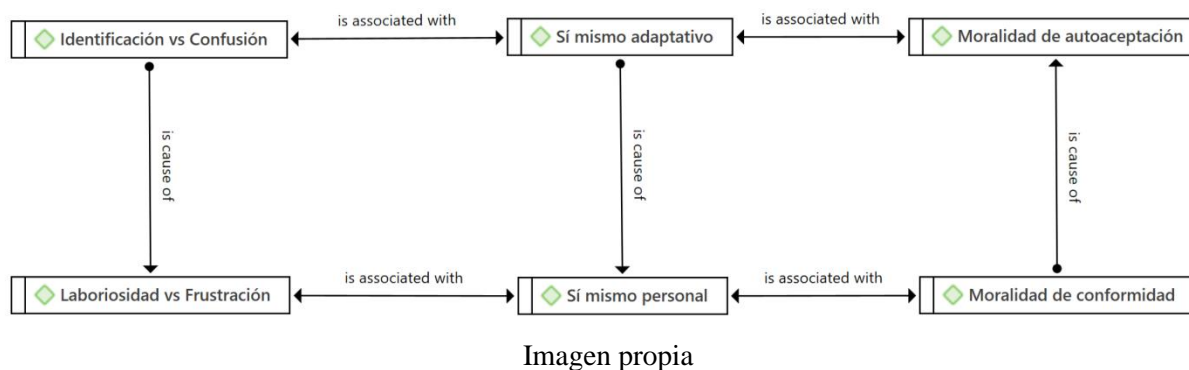 is associated with
is associated with
Identificación vs Confusión
Sí mismo adaptativo
Moralidad de autoaceptación
is cause of
is cause of
is cause of
is associated with
is associated with
Laboriosidad vs Frustración
Sí mismo personal
Moralidad de conformidad
Imagen propia